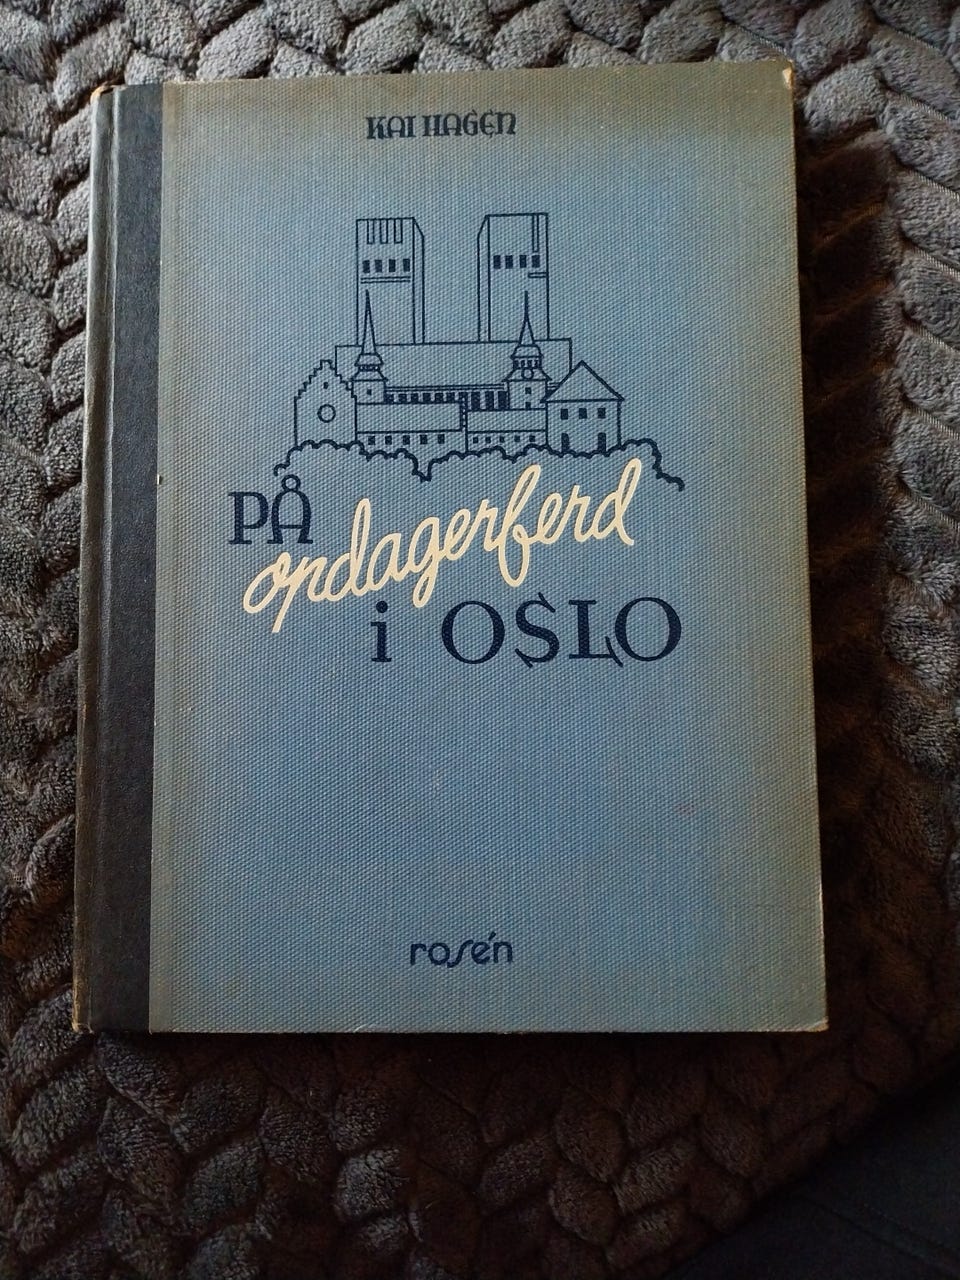 KAI HAGEN
PÅ
opdagerferd
i OSLO
rosén